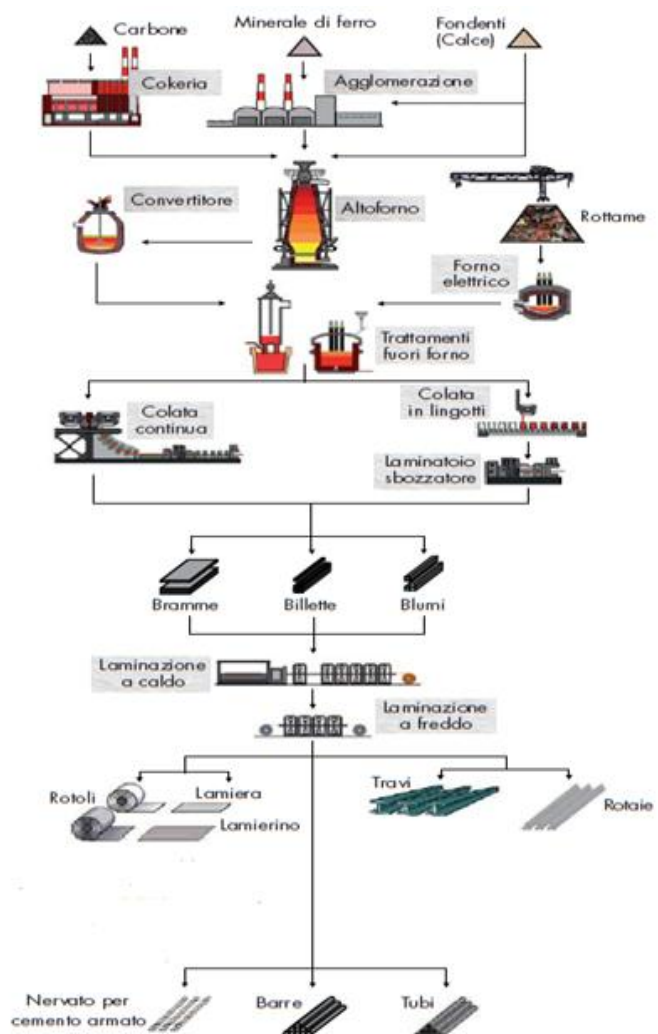 Carbone
Minerale di ferro
Fondenti
(Calce)
Cokeria
Agglomerazione
Convertitore
Altoforno
Rottame
Forno
elettrico
Trattamenti
fuori forno
Colata
continua
Colata
in lingotti
Laminatoio
sbozzatore
Bramme
Billette
Blumi
Laminazione
a caldo
Laminazione
a freddo
Rotoli
Lamiera
Lamierino
Travi
Rotaie
Nervato per
cemento armato
Barre
Tubi